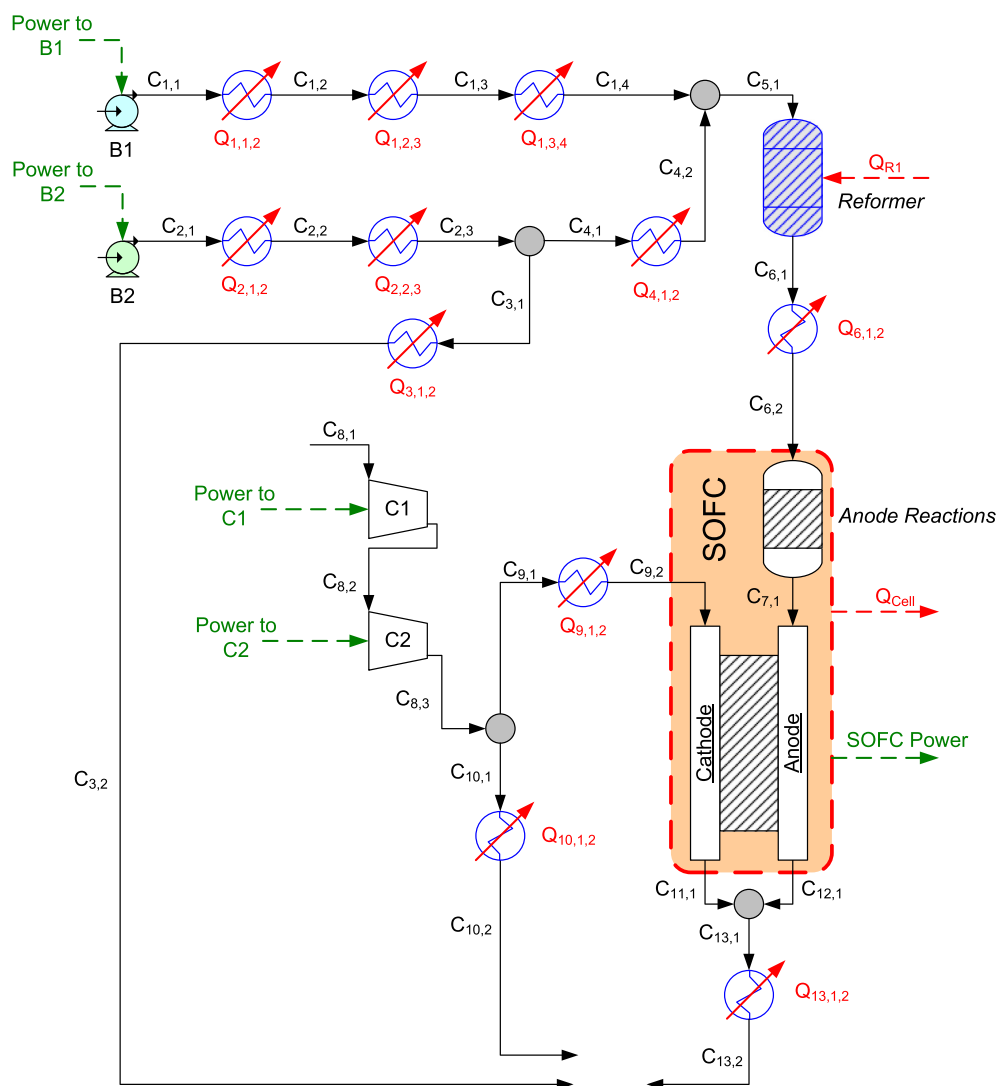 Power to
B1
C1,1
C1,2
C1,3
C1,4
C5,1
Q1,1,2
Q1,2,3
Q1,3,4
B1
Power to
B2
C4,2
QR1
Reformer
C2,1
C2,2
C2,3
C4,1
Q2,1,2
Q2,2,3
Q4,1,2
B2
C3,1
C6,1
Q6,1,2
Q3,1,2
C6,2
C8,1
Power to
C1
C1
SOFC
Anode Reactions
C8,2
C9,1
C9,2
C7,1
QCell
Q9,1,2
Power to
C2
C2
C8,3
Cathode
Anode
SOFC Power
C3,2
C10,1
Q10,1,2
C11,1
C12,1
C10,2
C13,1
Q13,1,2
C13,2